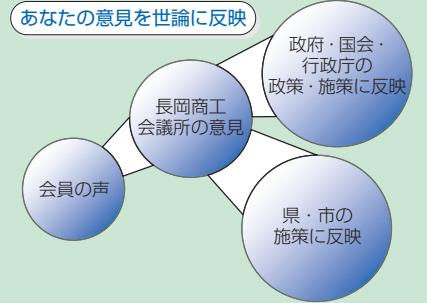 あなたの意見を世論に反映
政府・国会・
行政庁の
政策・施策に反映
長岡商工
会議所の意見
会員の声
県・市の
施策に反映